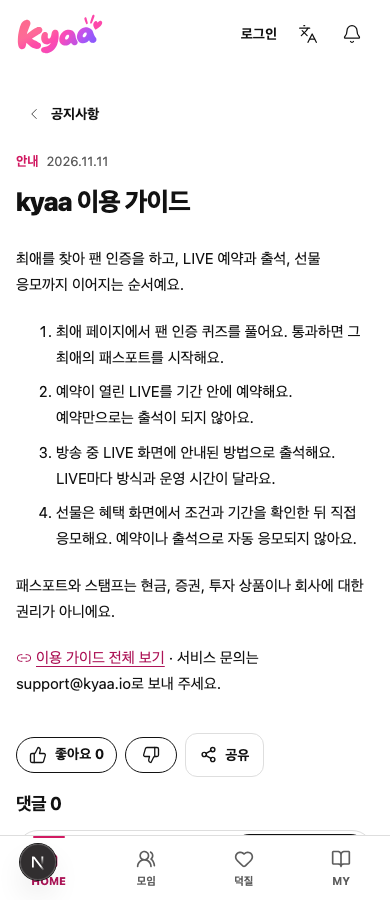 kyaa
로그인
공지사항
안내 2026.11.11
kyaa 이용 가이드
최애를 찾아 팬 인증을 하고, LIVE 예약과 출석, 선물
응모까지 이어지는 순서예요.
1. 최애 페이지에서 팬 인증 퀴즈를 풀어요. 통과하면 그
최애의 패스포트를 시작해요.
2. 예약이 열린 LIVE를 기간 안에 예약해요.
예약만으로는 출석이 되지 않아요.
3. 방송 중 LIVE 화면에 안내된 방법으로 출석해요.
LIVE마다 방식과 운영 시간이 달라요.
4. 선물은 혜택 화면에서 조건과 기간을 확인한 뒤 직접
응모해요. 예약이나 출석으로 자동 응모되지 않아요.
패스포트와 스탬프는 현금, 증권, 투자 상품이나 회사에 대한
권리가 아니에요.
이용 가이드 전체 보기 · 서비스 문의는
support@kyaa.io로 보내 주세요.
좋아요 0
공유
댓글 0
N
HOME
모임
덕질
MY